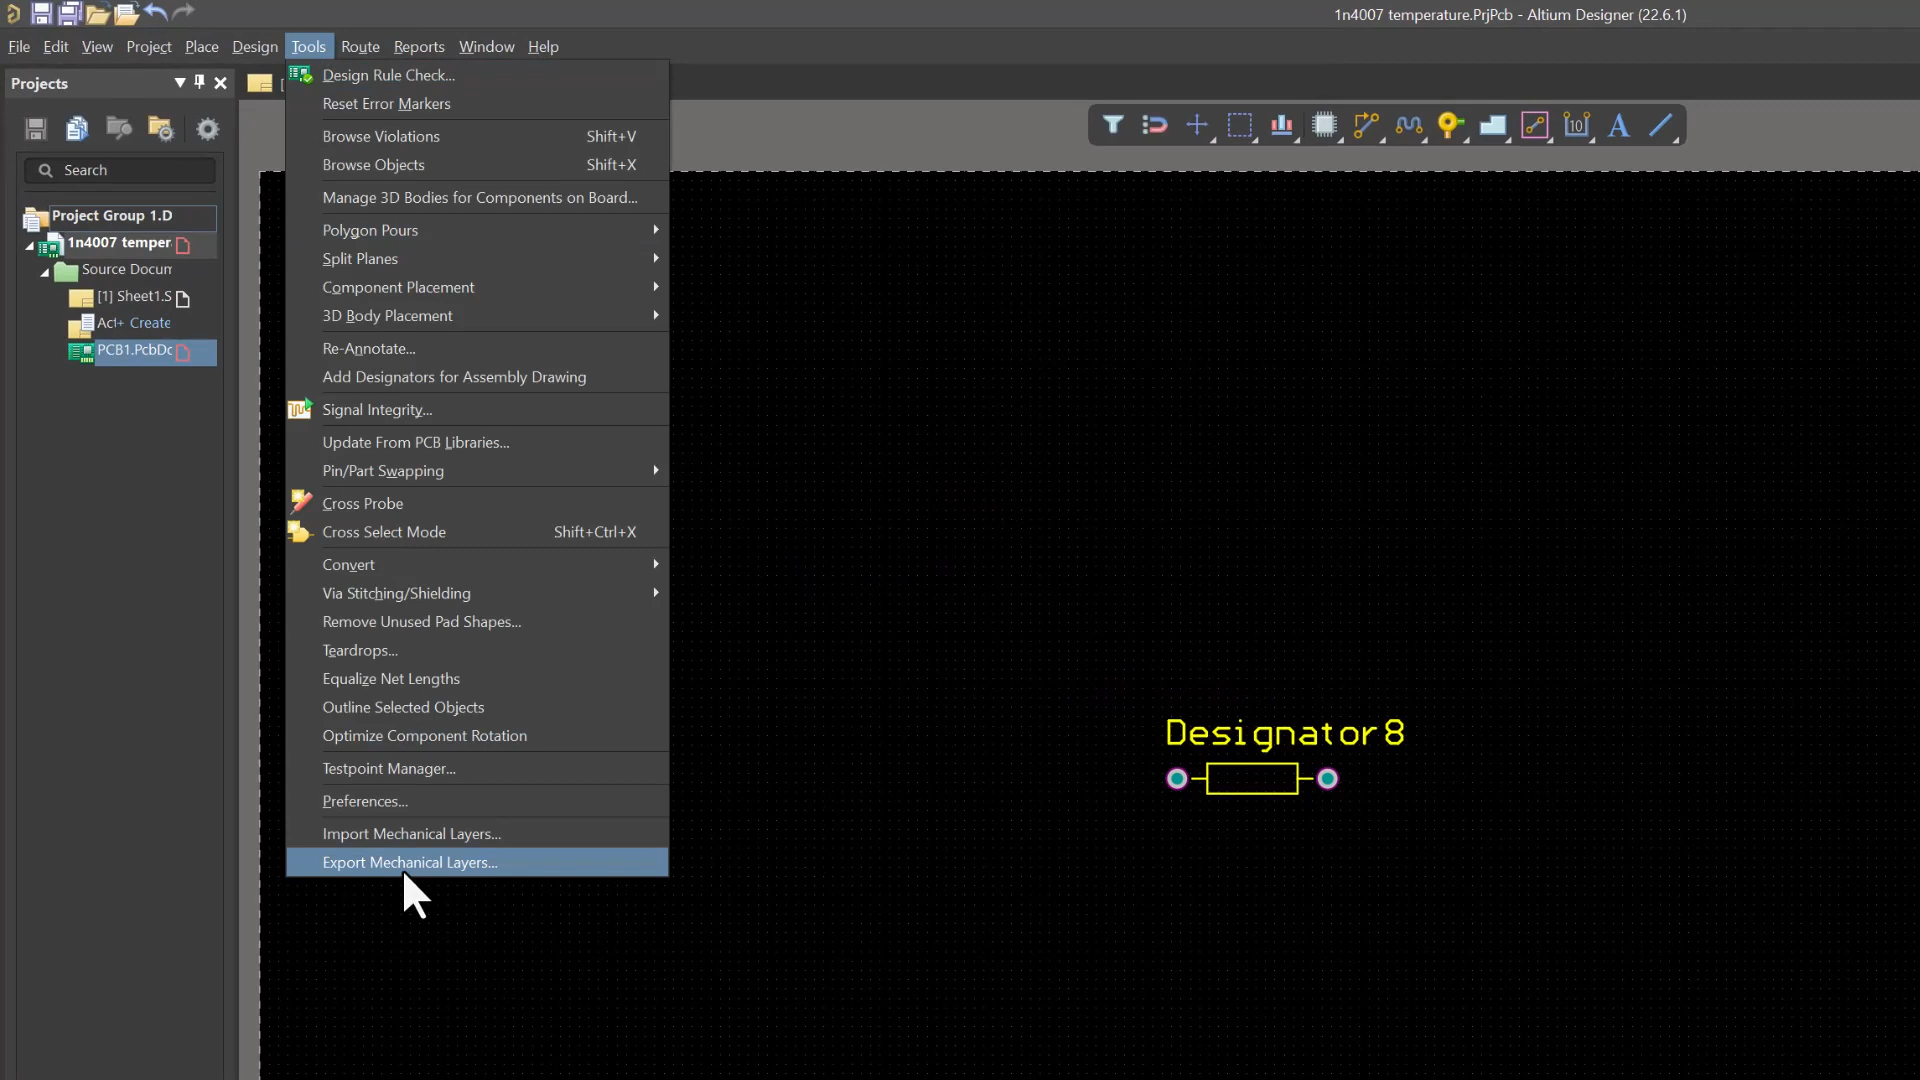 1n4007 temperature.PrjPcb - Altium Designer (22.6.1)
File Edit View Project Place Design Tools Route Reports Window Help
Projects
Search
Project Group 1.D
1n4007 temper
Source Docum
[1] Sheet1.S
Act+ Create
PCB1.PcbDo
Design Rule Check...
Reset Error Markers
Browse Violations Shift+V
Browse Objects Shift+X
Manage 3D Bodies for Components on Board...
Polygon Pours
Split Planes
Component Placement
3D Body Placement
Re-Annotate...
Add Designators for Assembly Drawing
Signal Integrity...
Update From PCB Libraries...
Pin/Part Swapping
Cross Probe
Cross Select Mode Shift+Ctrl+X
Convert
Via Stitching/Shielding
Remove Unused Pad Shapes...
Teardrops...
Equalize Net Lengths
Outline Selected Objects
Optimize Component Rotation
Testpoint Manager...
Preferences...
Import Mechanical Layers...
Export Mechanical Layers...
10 A
Designator8